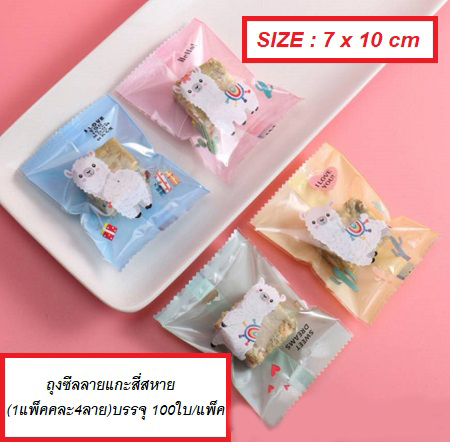 SIZE : 7 x 10 cm
Hello!
I LOVE
I LOVE
YOU!
SWEET
DREAMS
ถุงซีลลายแกะสี่สหาย
(1แพ็คคละ4ลาย)บรรจุ 100ใบ/แพ็ค